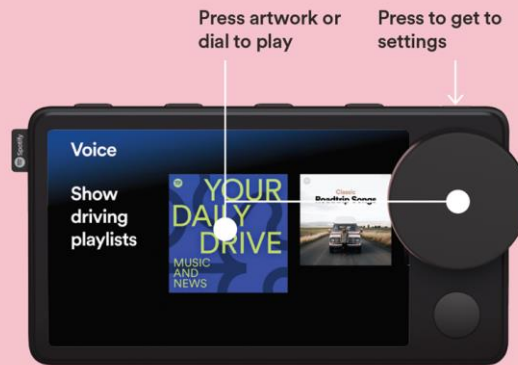 Press artwork or
dial to play
Press to get to
settings
Spotify
Voice
Show
driving
playlists
YOUR
DAILY
DRIVE
MUSIC
AND
NEWS
Classic
Roadtrip Songs